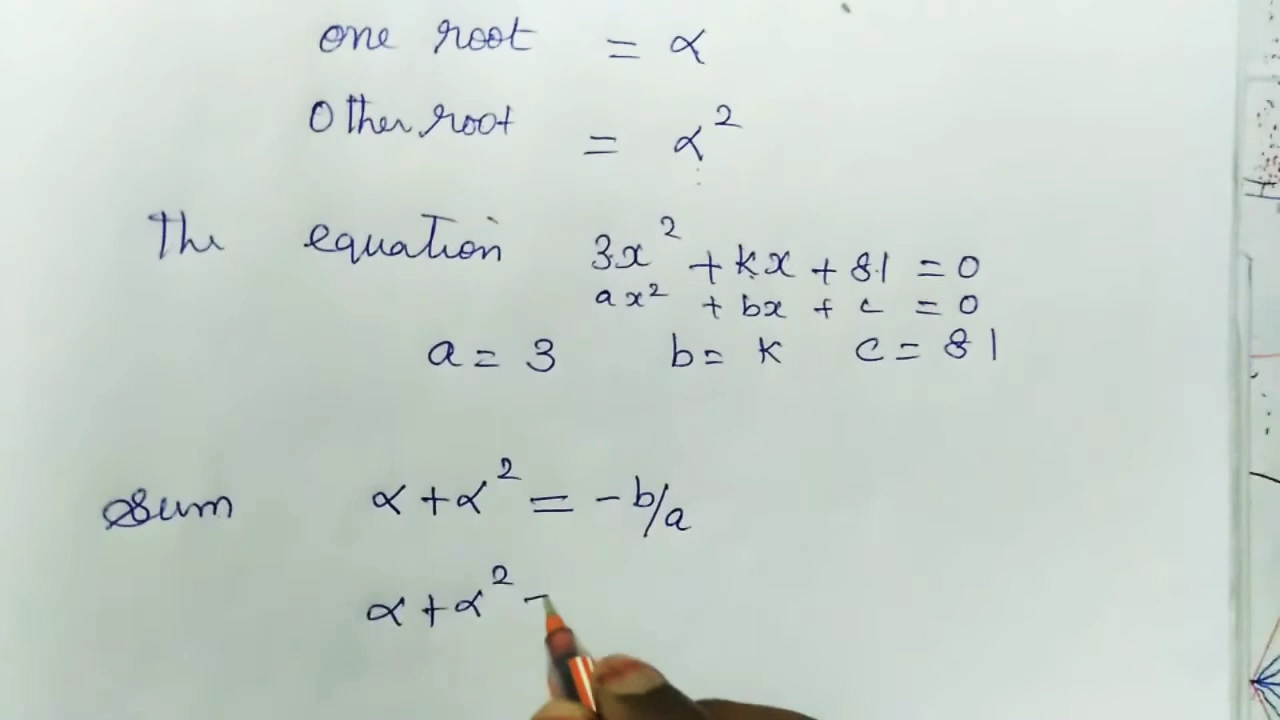 one root = α
Other root = α²
The equation 3x² + kx + 81 = 0
ax² + bx + c = 0
a = 3 b = k c = 81
Sum α + α² = -b/a
α + α² -